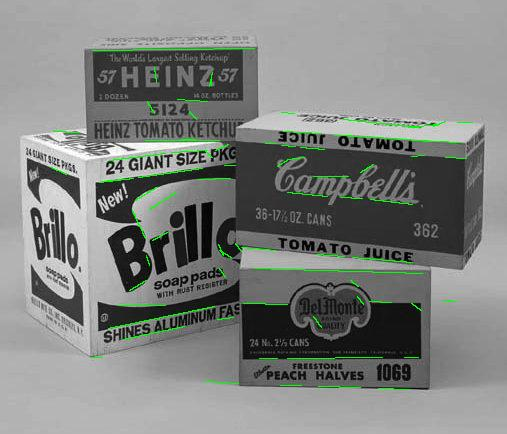 The World's Largest Selling Ketchup
57 HEINZ 57
2 DOZEN 14 OZ. BOTTLES
5124
HEINZ TOMATO KETCHUP
24 GIANT SIZE PKGS.
New!
Brillo
soap pads
24 GIANT SIZE PKG
New!
Brillo
soap pads
WITH RUST RESISTER
SHINES ALUMINUM FAS
TOMATO JUICE
Campbell's
36-17½ OZ. CANS
362
TOMATO JUICE
Del Monte
BRAND
QUALITY
24 No. 2½ CANS
FREESTONE
PEACH HALVES 1069